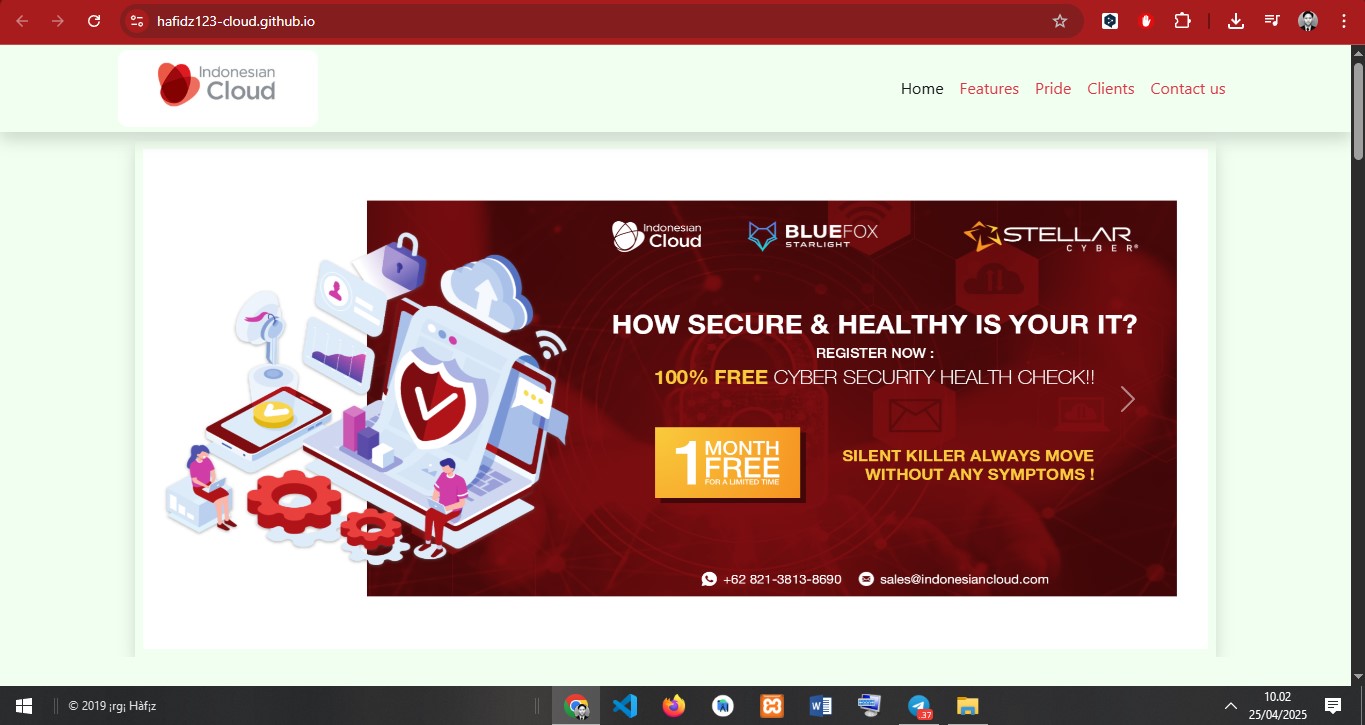 hafidz123-cloud.github.io
Indonesian
Cloud
Home Features Pride Clients Contact us
Indonesian
Cloud
BLUEFOX
STARLIGHT
STELLAR
CYBER®
HOW SECURE & HEALTHY IS YOUR IT?
REGISTER NOW :
100% FREE CYBER SECURITY HEALTH CHECK!!
1 MONTH
FREE
FOR A LIMITED TIME
SILENT KILLER ALWAYS MOVE
WITHOUT ANY SYMPTOMS !
+62 821-3813-8690 sales@indonesiancloud.com
© 2019 ¡rg¡ Hàf¡z
37
10.02
25/04/2025